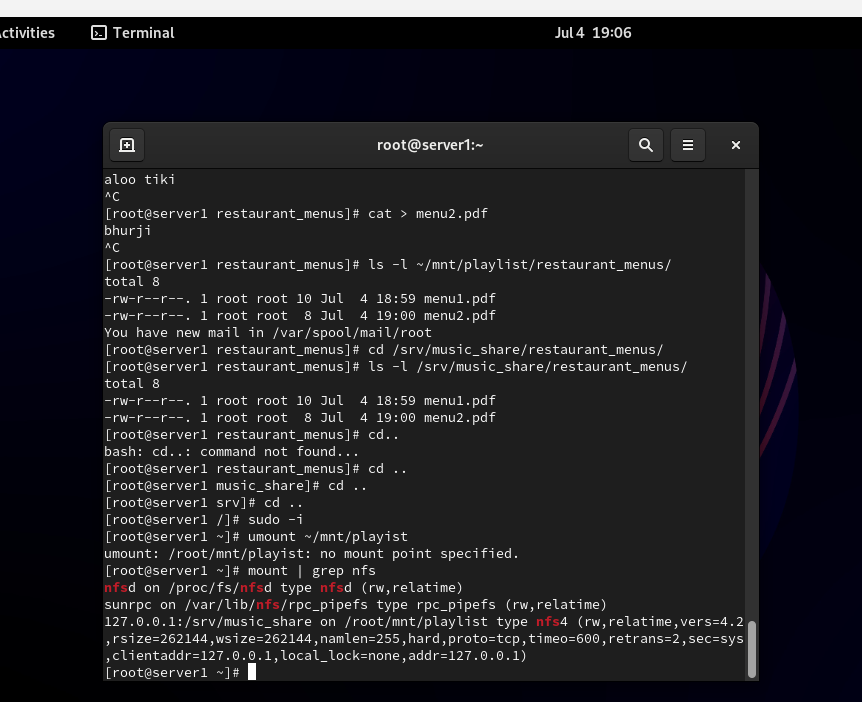 ctivities
Terminal
Jul 4 19:06
root@server1:~
aloo tiki
^C
[root@server1 restaurant_menus]# cat > menu2.pdf
bhurji
^C
[root@server1 restaurant_menus]# ls -l ~/mnt/playlist/restaurant_menus/
total 8
-rw-r--r--. 1 root root 10 Jul  4 18:59 menu1.pdf
-rw-r--r--. 1 root root  8 Jul  4 19:00 menu2.pdf
You have new mail in /var/spool/mail/root
[root@server1 restaurant_menus]# cd /srv/music_share/restaurant_menus/
[root@server1 restaurant_menus]# ls -l /srv/music_share/restaurant_menus/
total 8
-rw-r--r--. 1 root root 10 Jul  4 18:59 menu1.pdf
-rw-r--r--. 1 root root  8 Jul  4 19:00 menu2.pdf
[root@server1 restaurant_menus]# cd..
bash: cd..: command not found...
[root@server1 restaurant_menus]# cd ..
[root@server1 music_share]# cd ..
[root@server1 srv]# cd ..
[root@server1 /]# sudo -i
[root@server1 ~]# umount ~/mnt/playist
umount: /root/mnt/playist: no mount point specified.
[root@server1 ~]# mount | grep nfs
nfsd on /proc/fs/nfsd type nfsd (rw,relatime)
sunrpc on /var/lib/nfs/rpc_pipefs type rpc_pipefs (rw,relatime)
127.0.0.1:/srv/music_share on /root/mnt/playlist type nfs4 (rw,relatime,vers=4.2
,rsize=262144,wsize=262144,namlen=255,hard,proto=tcp,timeo=600,retrans=2,sec=sys
,clientaddr=127.0.0.1,local_lock=none,addr=127.0.0.1)
[root@server1 ~]#